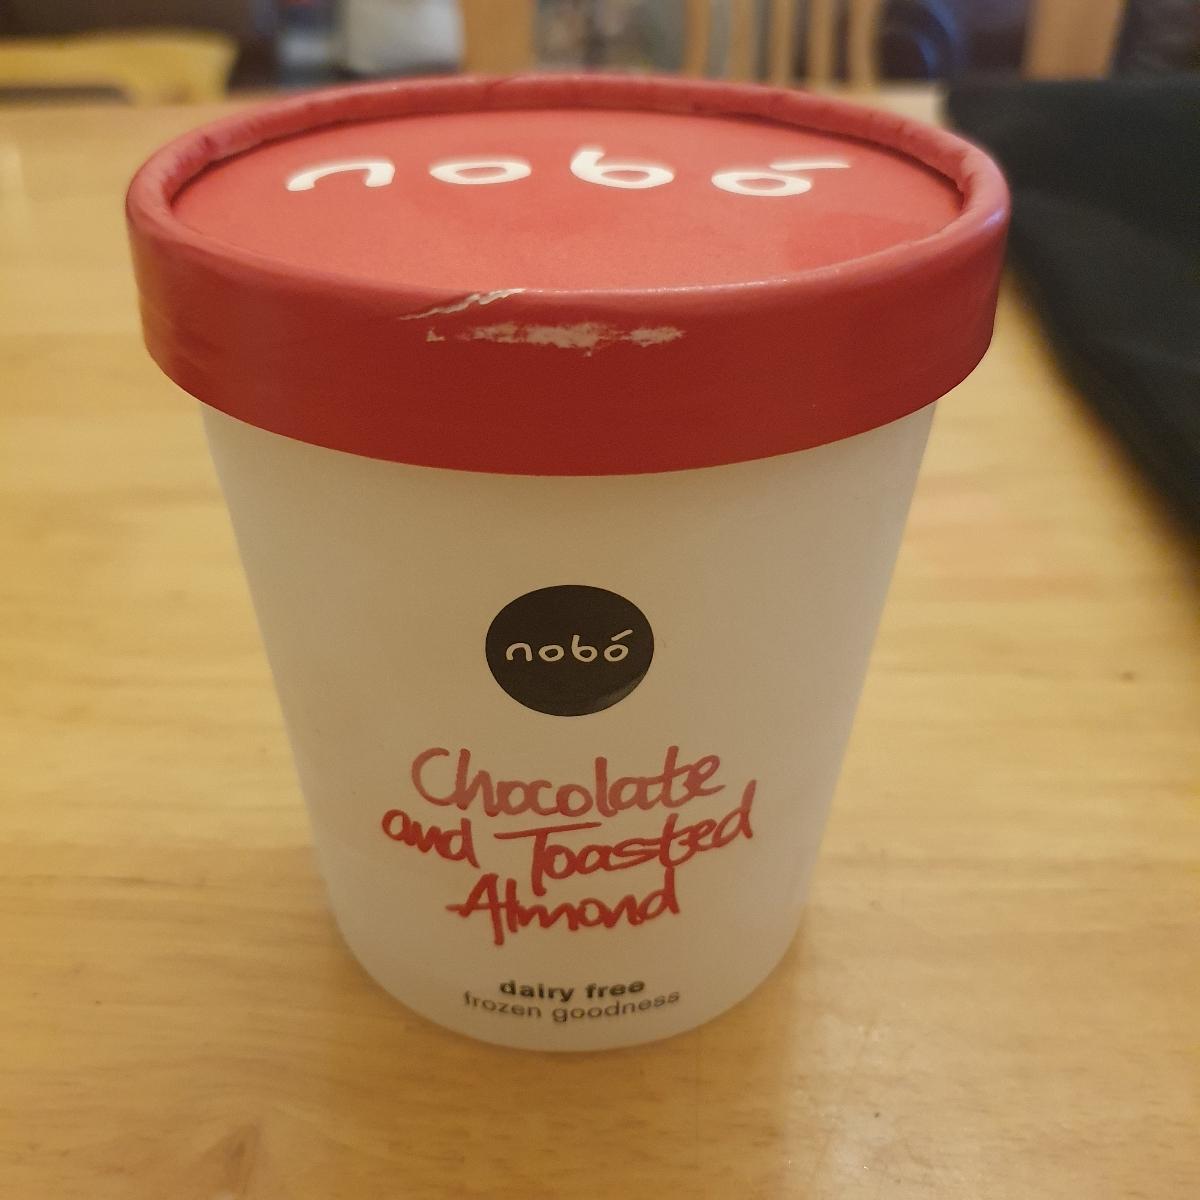 nobó
nobó
Chocolate
and Toasted
Almond
dairy free
frozen goodness